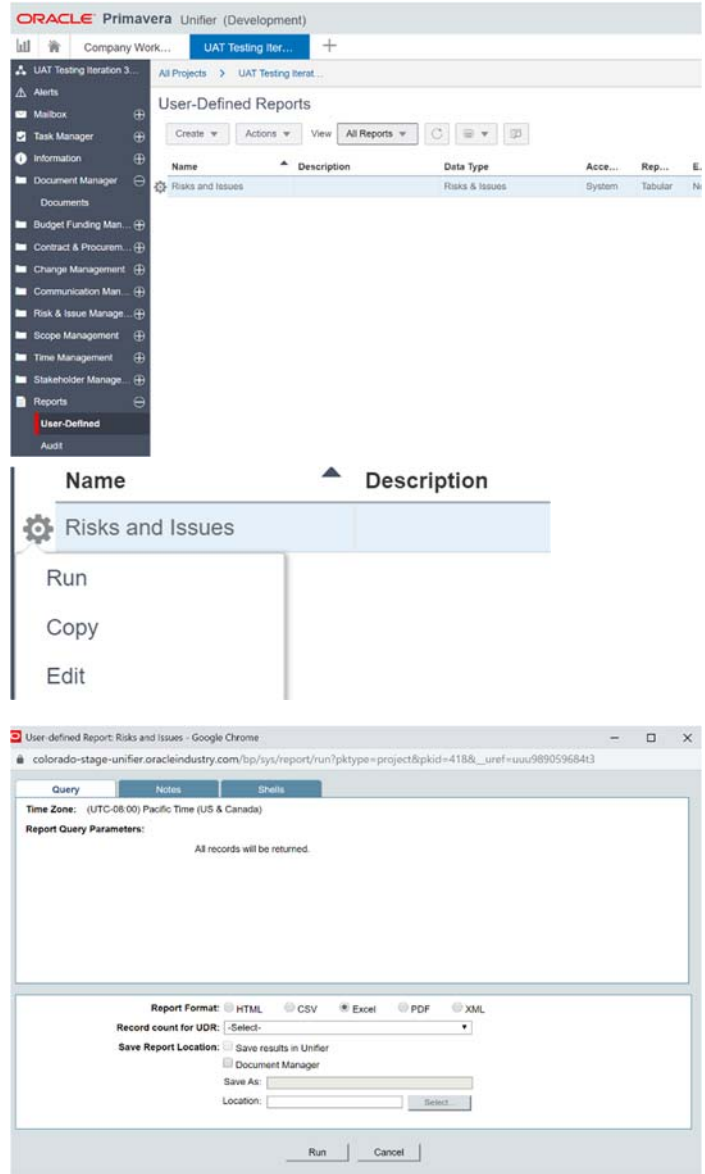 ORACLE Primavera Unifier (Development)
Company Work... UAT Testing Iter...
UAT Testing Iteration 3... All Projects > UAT Testing Iterat...
Alerts
User-Defined Reports
Mailbox
Task Manager Create Actions View All Reports
Information
Name Description Data Type Acce... Rep... E.
Document Manager Risks and Issues Risks & Issues System Tabular
Documents
Budget Funding Man...
Contract & Procurem...
Change Management
Communication Man...
Risk & Issue Manage...
Scope Management
Time Management
Stakeholder Manage...
Reports
User-Defined
Audit
Name Description
Risks and Issues
Run
Copy
Edit
User-defined Report: Risks and Issues - Google Chrome
colorado-stage-unifier.oracleindustry.com/bp/sys/report/run?pktype=project&pkid=418&_uref=uuu989059684t3
Query Notes Shells
Time Zone: (UTC-08:00) Pacific Time (US & Canada)
Report Query Parameters:
All records will be returned.
Report Format: HTML CSV Excel PDF XML
Record count for UDR: -Select-
Save Report Location: Save results in Unifier
Document Manager
Save As:
Location: Select...
Run Cancel